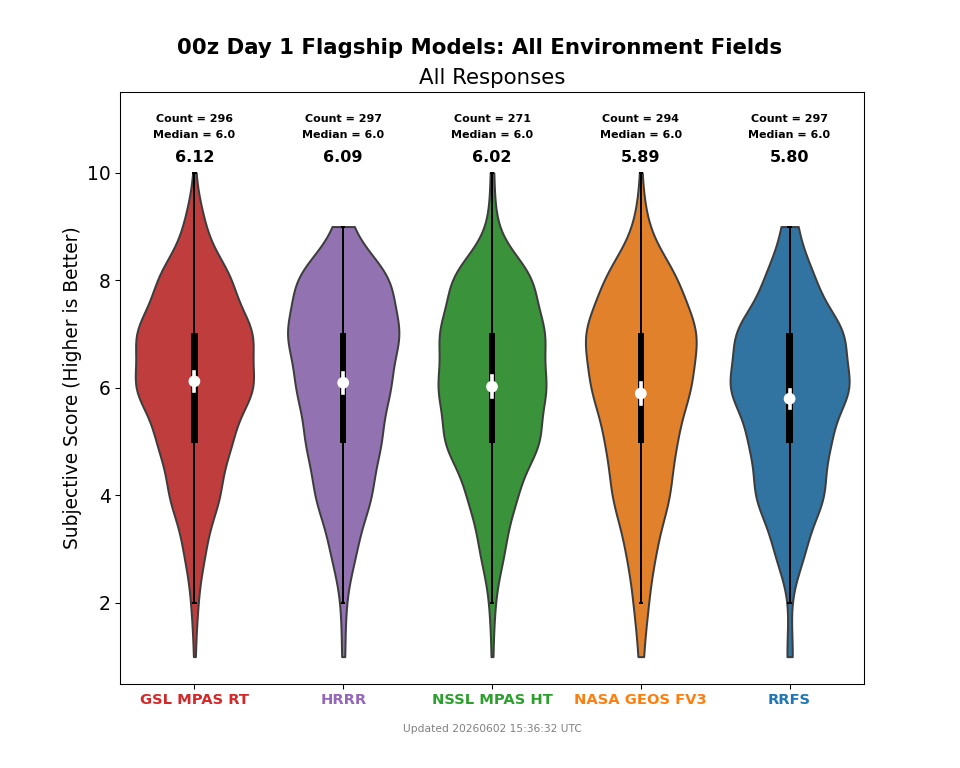 00z Day 1 Flagship Models: All Environment Fields
All Responses
Count = 296 Count = 297 Count = 271 Count = 294 Count = 297
Median = 6.0 Median = 6.0 Median = 6.0 Median = 6.0 Median = 6.0
6.12 6.09 6.02 5.89 5.80
10
8
6
4
2
Subjective Score (Higher is Better)
GSL MPAS RT HRRR NSSL MPAS HT NASA GEOS FV3 RRFS
Updated 20260602 15:36:32 UTC